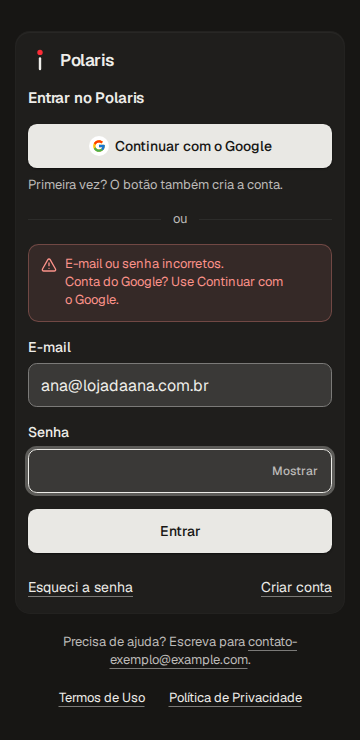 Polaris
Entrar no Polaris
Continuar com o Google
Primeira vez? O botão também cria a conta.
ou
E-mail ou senha incorretos.
Conta do Google? Use Continuar com
o Google.
E-mail
ana@lojadaana.com.br
Senha
Mostrar
Entrar
Esqueci a senha
Criar conta
Precisa de ajuda? Escreva para contato-
exemplo@example.com.
Termos de Uso
Política de Privacidade